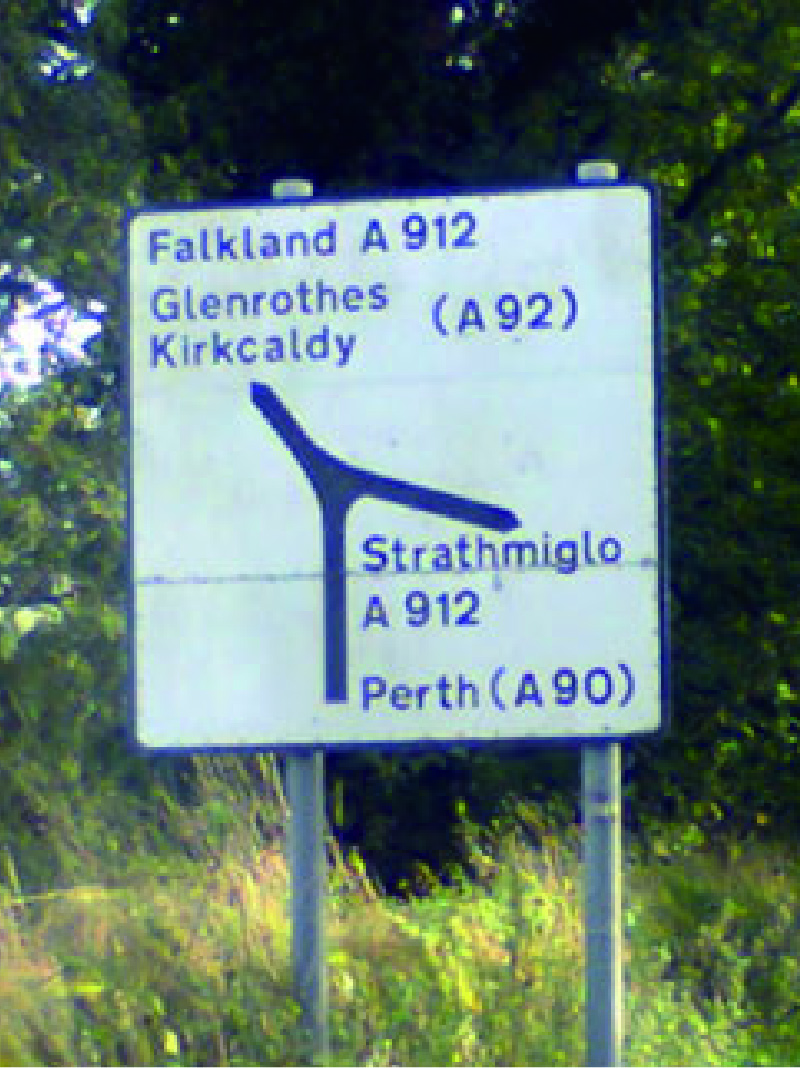 Falkland A 912
Glenrothes (A 92)
Kirkcaldy
Strathmiglo
A 912
Perth (A 90)